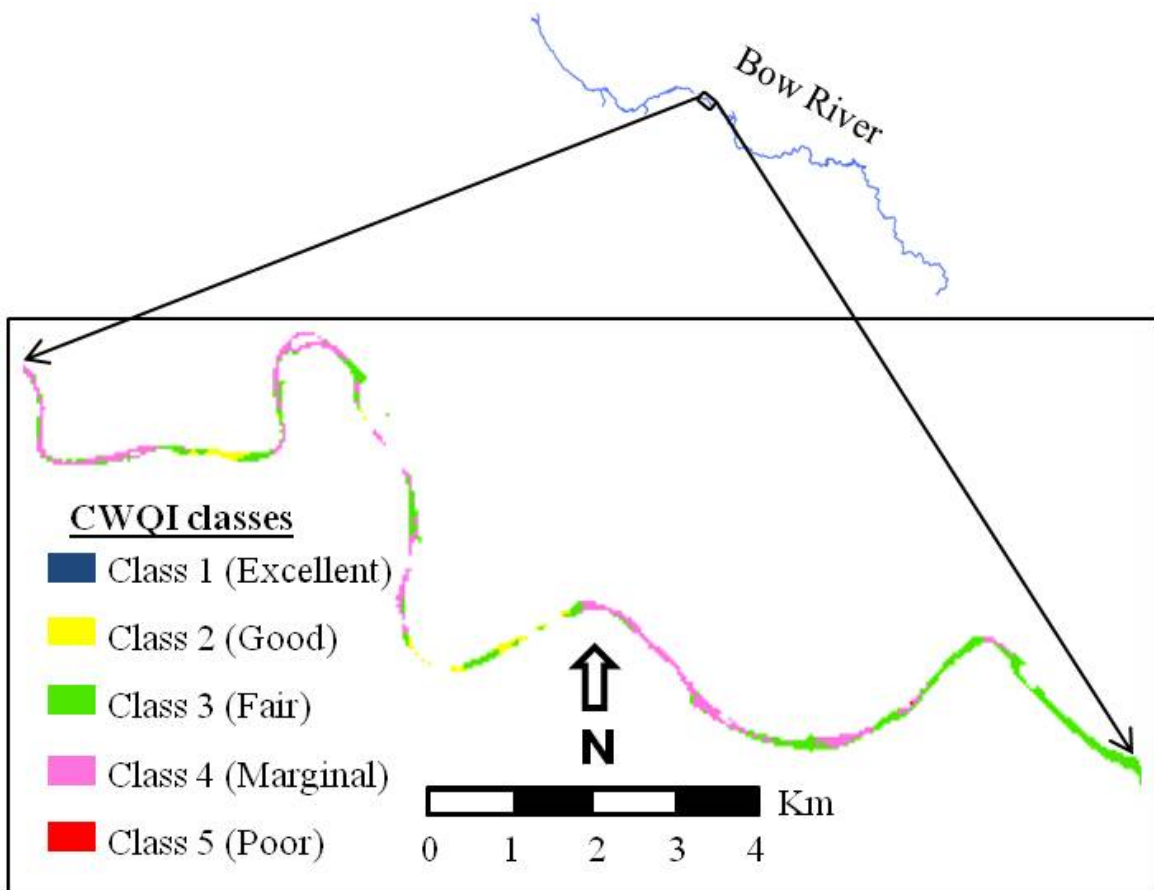 Bow River
CWQI classes
Class 1 (Excellent)
Class 2 (Good)
Class 3 (Fair)
Class 4 (Marginal)
Class 5 (Poor)
N
Km
0 1 2 3 4